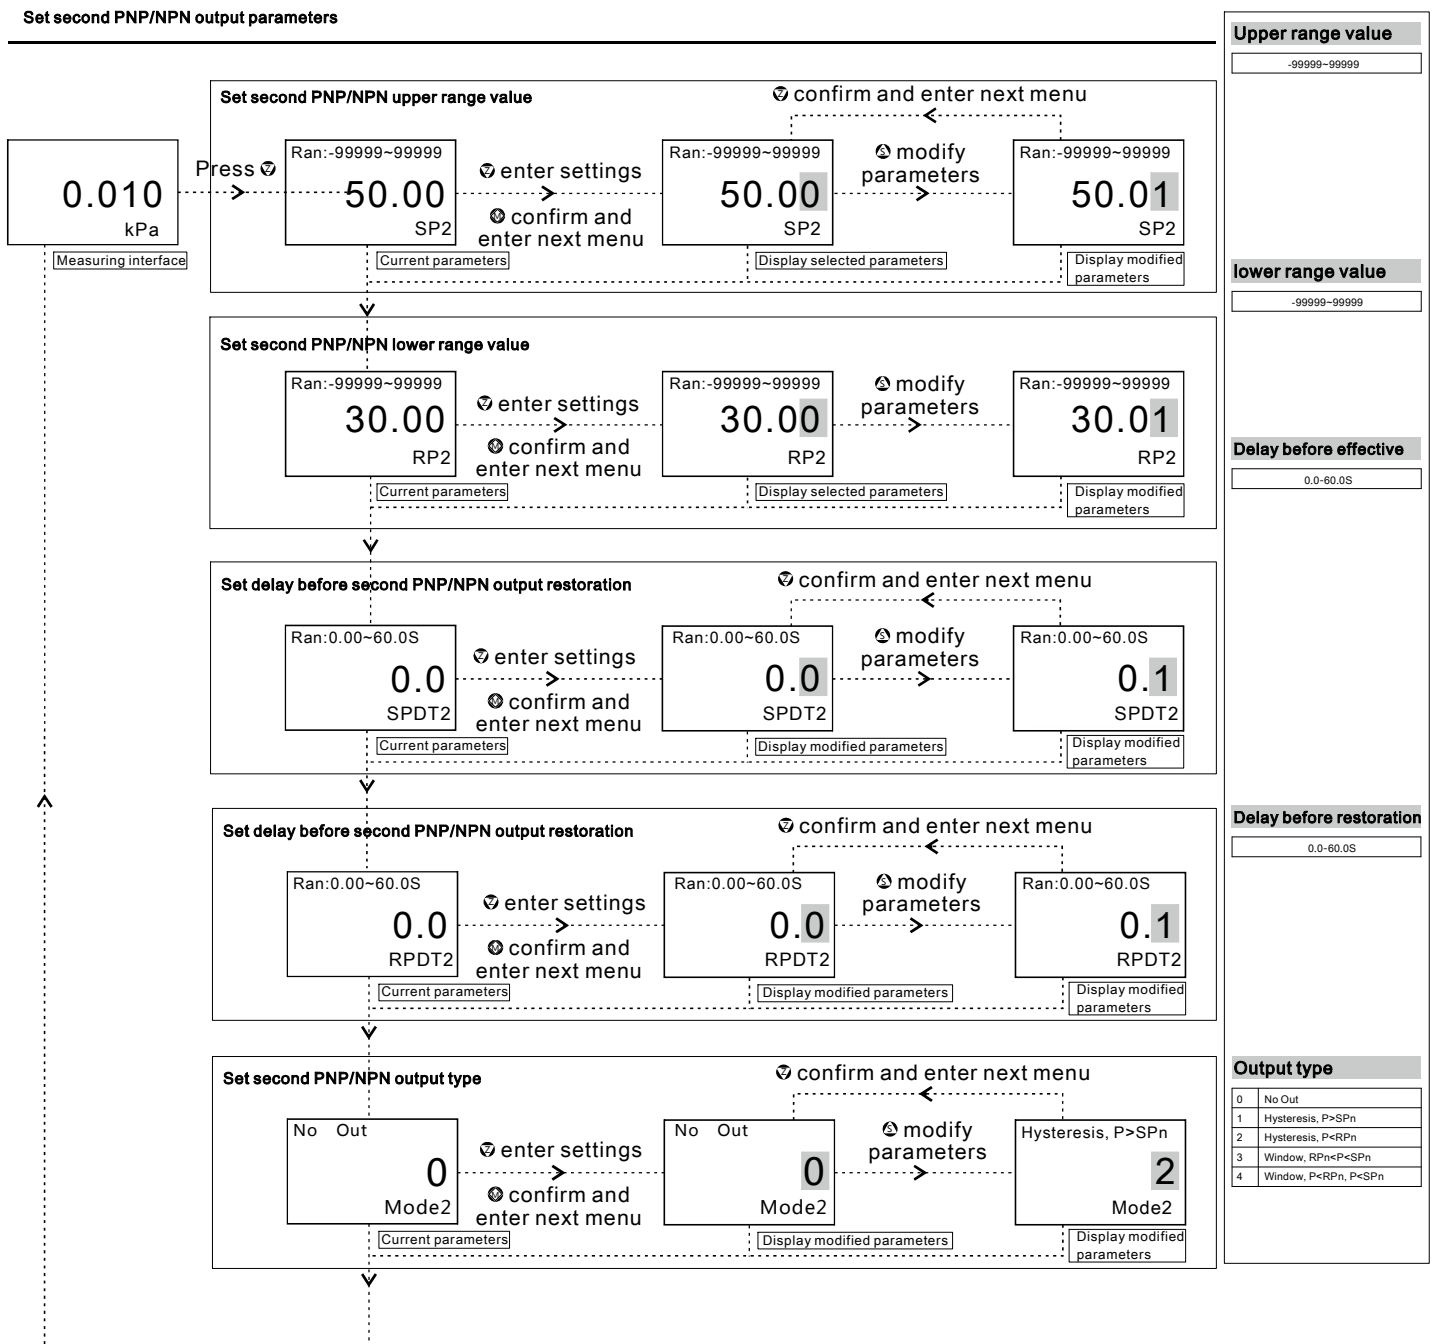 Set second PNP/NPN output parameters
Set second PNP/NPN upper range value
Ⓩ confirm and enter next menu
0.010
kPa
Measuring interface
Press Ⓩ
Ran:-99999~99999
50.00
SP2
Current parameters
Ⓩ enter settings
Ⓜ confirm and
enter next menu
Ran:-99999~99999
50.00
SP2
Display selected parameters
Ⓢ modify
parameters
Ran:-99999~99999
50.01
SP2
Display modified
parameters
Set second PNP/NPN lower range value
Ran:-99999~99999
30.00
RP2
Current parameters
Ⓩ enter settings
Ⓜ confirm and
enter next menu
Ran:-99999~99999
30.00
RP2
Display selected parameters
Ⓢ modify
parameters
Ran:-99999~99999
30.01
RP2
Display modified
parameters
Set delay before second PNP/NPN output restoration
Ⓩ confirm and enter next menu
Ran:0.00~60.0S
0.0
SPDT2
Current parameters
Ⓩ enter settings
Ⓜ confirm and
enter next menu
Ran:0.00~60.0S
0.0
SPDT2
Display modified parameters
Ⓢ modify
parameters
Ran:0.00~60.0S
0.1
SPDT2
Display modified
parameters
Set delay before second PNP/NPN output restoration
Ⓩ confirm and enter next menu
Ran:0.00~60.0S
0.0
RPDT2
Current parameters
Ⓩ enter settings
Ⓜ confirm and
enter next menu
Ran:0.00~60.0S
0.0
RPDT2
Display modified parameters
Ⓢ modify
parameters
Ran:0.00~60.0S
0.1
RPDT2
Display modified
parameters
Set second PNP/NPN output type
Ⓩ confirm and enter next menu
No Out
0
Mode2
Current parameters
Ⓩ enter settings
Ⓜ confirm and
enter next menu
No Out
0
Mode2
Display modified parameters
Ⓢ modify
parameters
Hysteresis, P>SPn
2
Mode2
Display modified
parameters
Upper range value
-99999~99999
lower range value
-99999~99999
Delay before effective
0.0-60.0S
Delay before restoration
0.0-60.0S
Output type
0 No Out
1 Hysteresis, P>SPn
2 Hysteresis, P<RPn
3 Window, RPn<P<SPn
4 Window, P<RPn, P<SPn